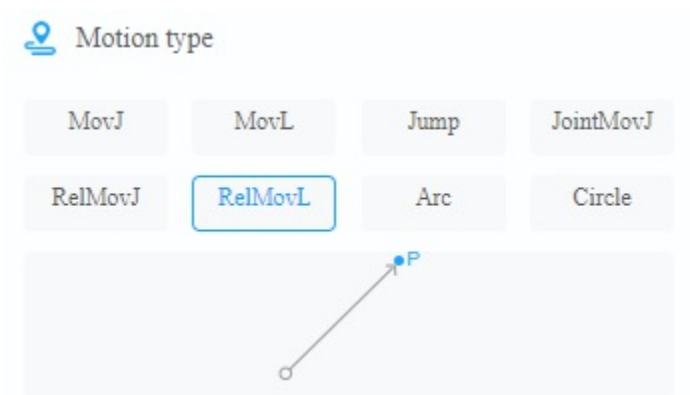 Motion type
MovJ MovL Jump JointMovJ
RelMovJ RelMovL Arc Circle
P